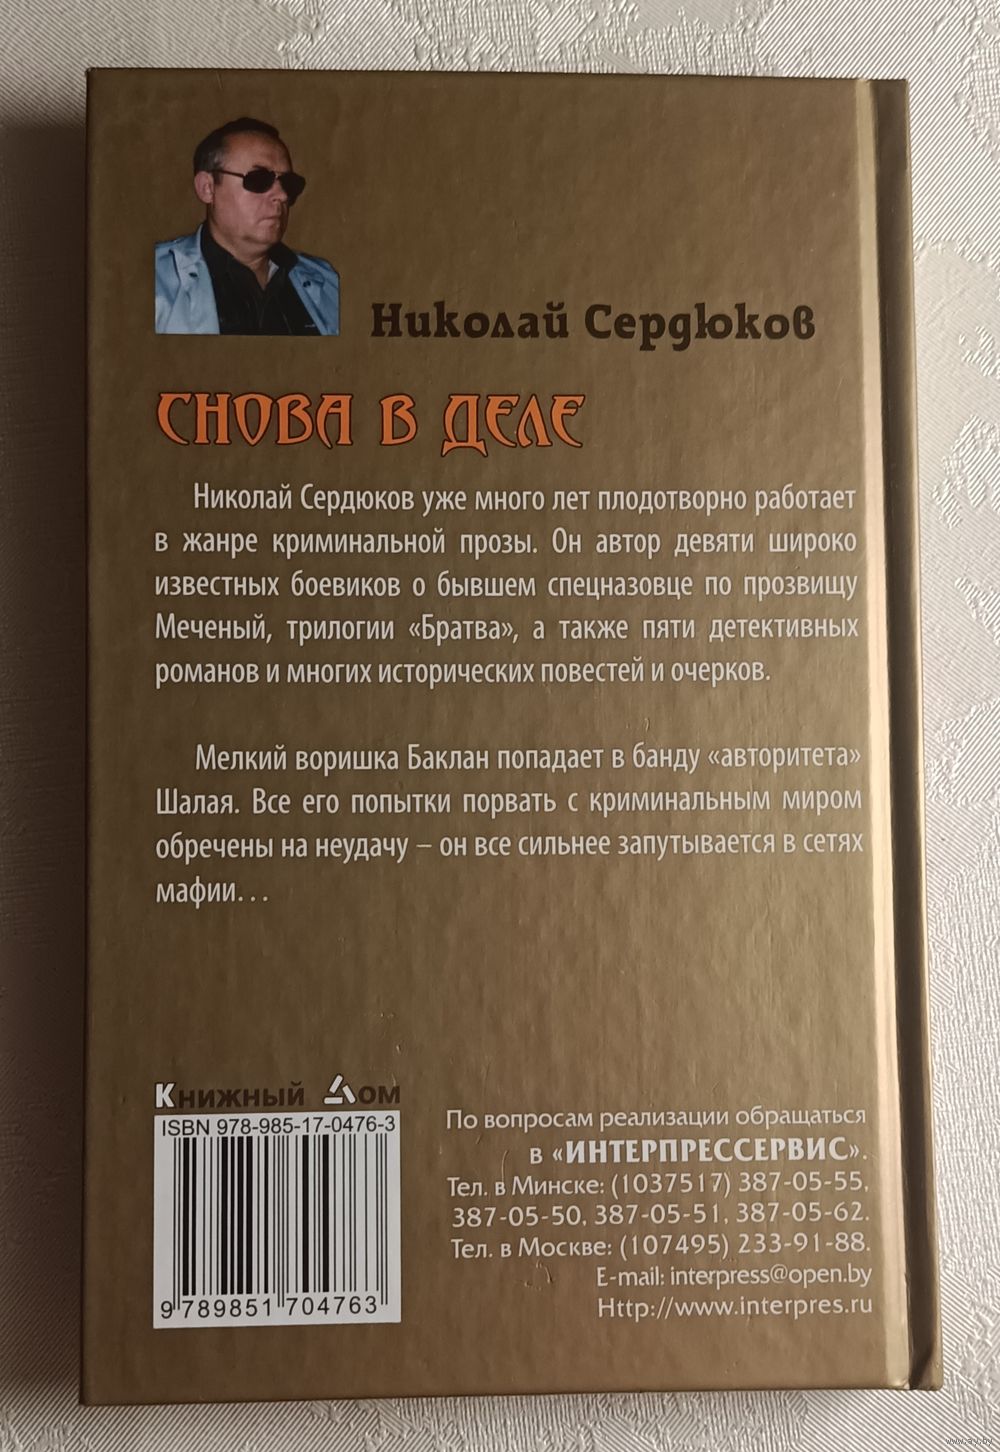 Николай Сердюков
СНОВА В ДЕЛЕ
Николай Сердюков уже много лет плодотворно работает
в жанре криминальной прозы. Он автор девяти широко
известных боевиков о бывшем спецназовце по прозвищу
Меченый, трилогии «Братва», а также пяти детективных
романов и многих исторических повестей и очерков.
Мелкий воришка Баклан попадает в банду «авторитета»
Шалая. Все его попытки порвать с криминальным миром
обречены на неудачу – он все сильнее запутывается в сетях
мафии...
Книжный Дом
ISBN 978-985-17-0476-3
9 789851 704763
По вопросам реализации обращаться
в «ИНТЕРПРЕССЕРВИС».
Тел. в Минске: (1037517) 387-05-55,
387-05-50, 387-05-51, 387-05-62.
Тел. в Москве: (107495) 233-91-88.
E-mail: interpress@open.by
Http://www.interpres.ru
www.ay.by